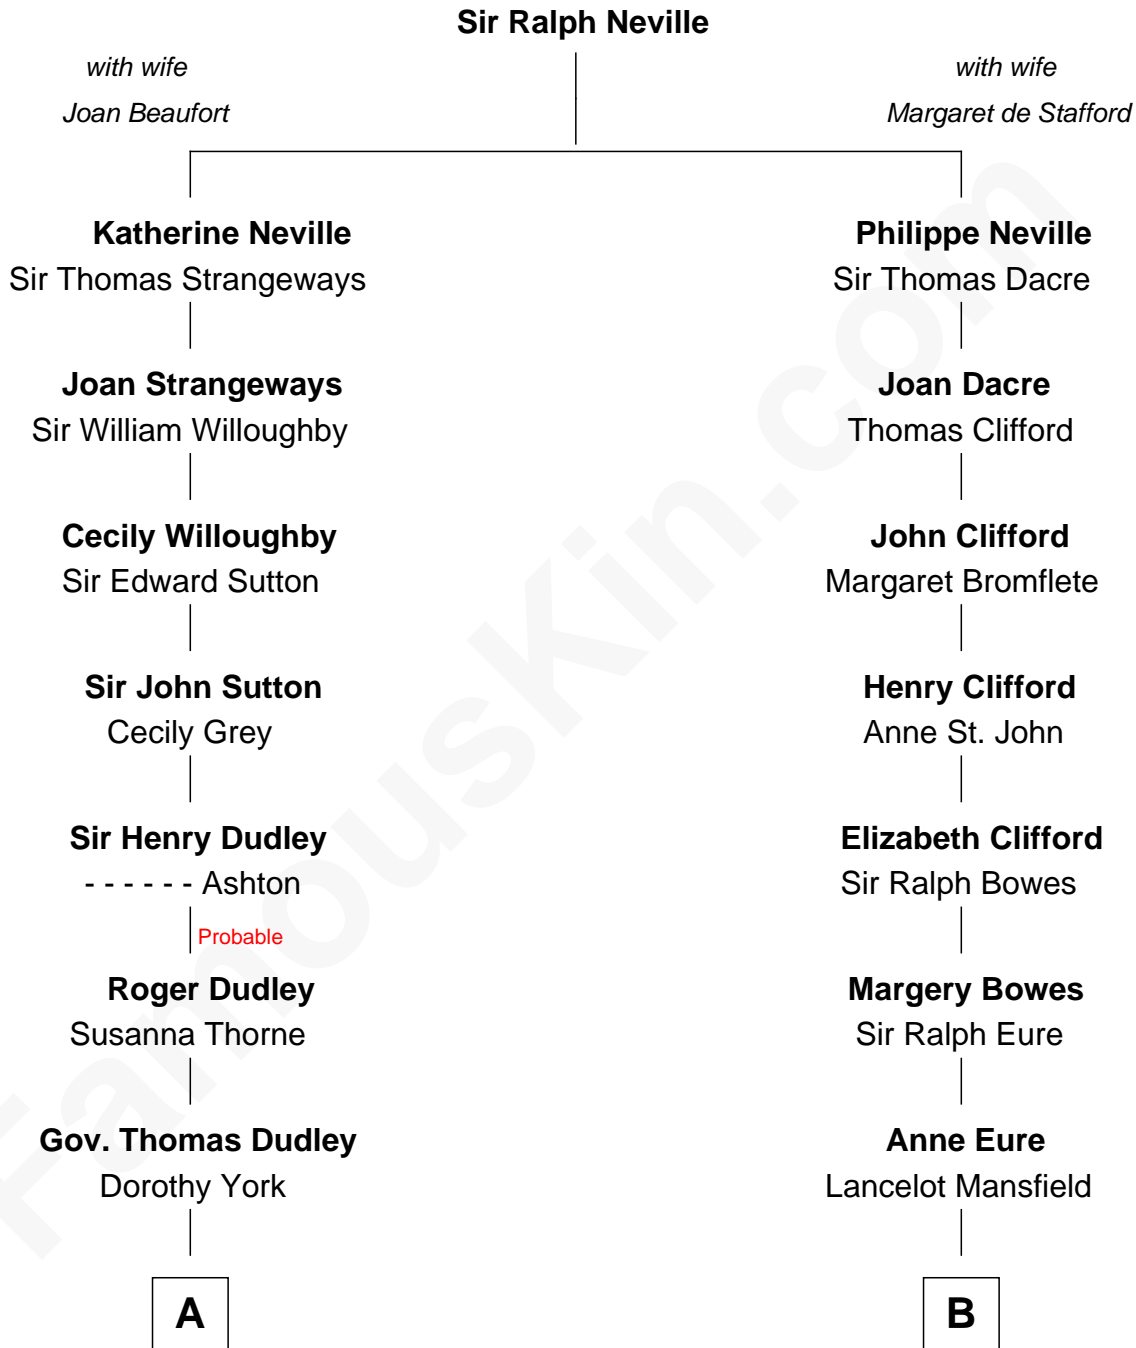 Sir Ralph Neville
with wife
Joan Beaufort
with wife
Margaret de Stafford
Katherine Neville
Sir Thomas Strangeways
Philippe Neville
Sir Thomas Dacre
Joan Strangeways
Sir William Willoughby
Joan Dacre
Thomas Clifford
Cecily Willoughby
Sir Edward Sutton
John Clifford
Margaret Bromflete
Sir John Sutton
Cecily Grey
Henry Clifford
Anne St. John
Sir Henry Dudley
- - - - - - Ashton
Probable
Elizabeth Clifford
Sir Ralph Bowes
Roger Dudley
Susanna Thorne
Margery Bowes
Sir Ralph Eure
Gov. Thomas Dudley
Dorothy York
Anne Eure
Lancelot Mansfield
A
B
FamousKin.com